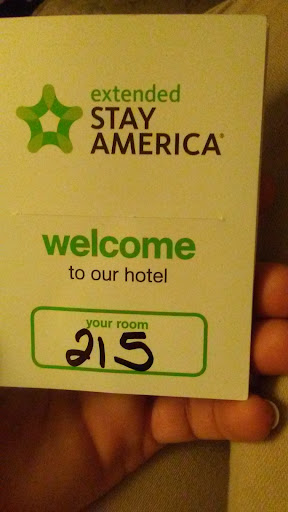 extended
STAY
AMERICA®
welcome
to our hotel
your room
215